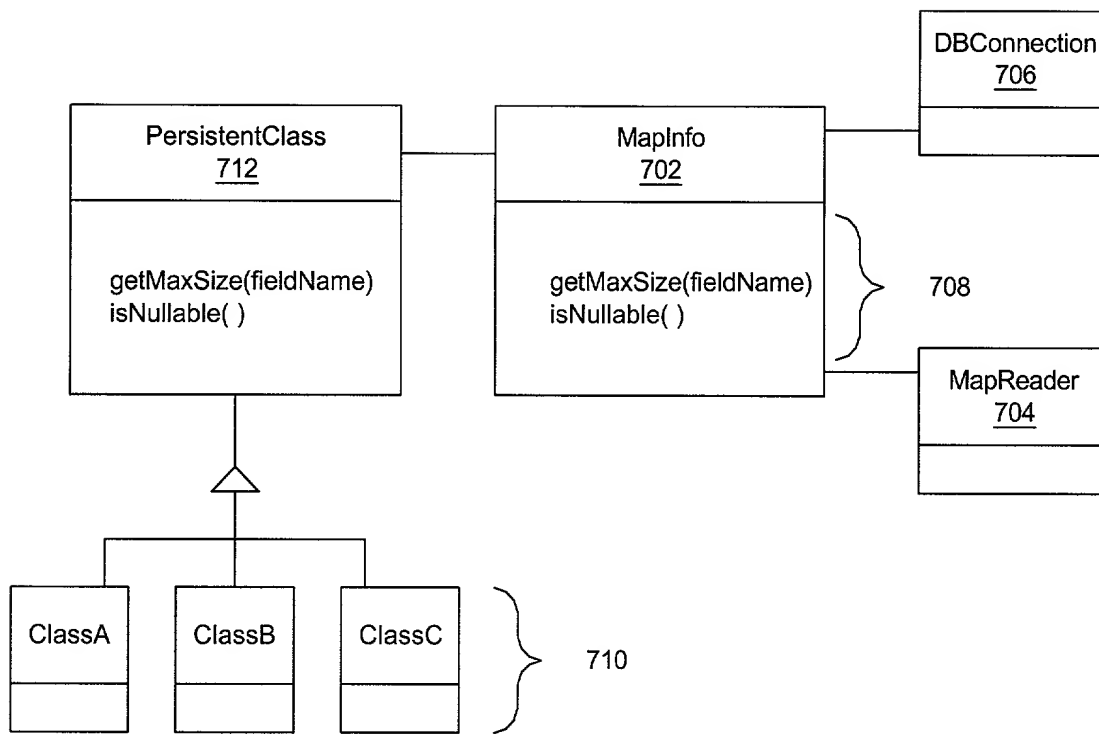 DBConnection
706
PersistentClass
712
MapInfo
702
getMaxSize(fieldName)
isNullable( )
getMaxSize(fieldName)
isNullable( )
708
MapReader
704
ClassA
ClassB
ClassC
710